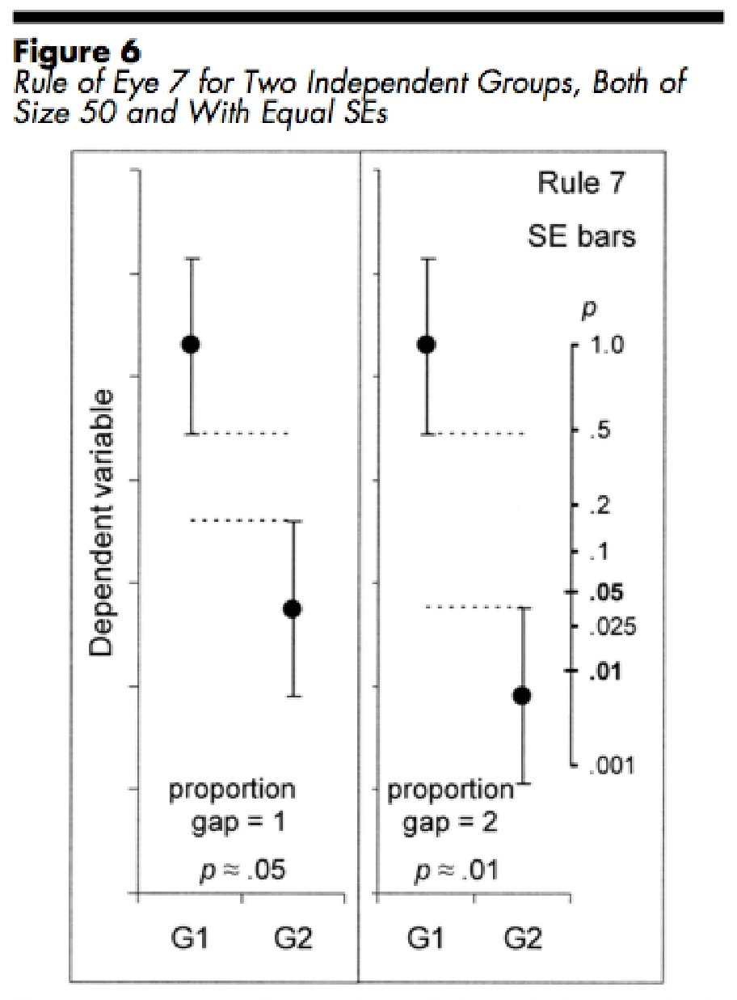 Figure 6
Rule of Eye 7 for Two Independent Groups, Both of
Size 50 and With Equal SEs
Dependent variable
proportion
gap = 1
p ≈ .05
G1 G2
Rule 7
SE bars
p
1.0
.5
.2
.1
.05
.025
.01
.001
proportion
gap = 2
p ≈ .01
G1 G2